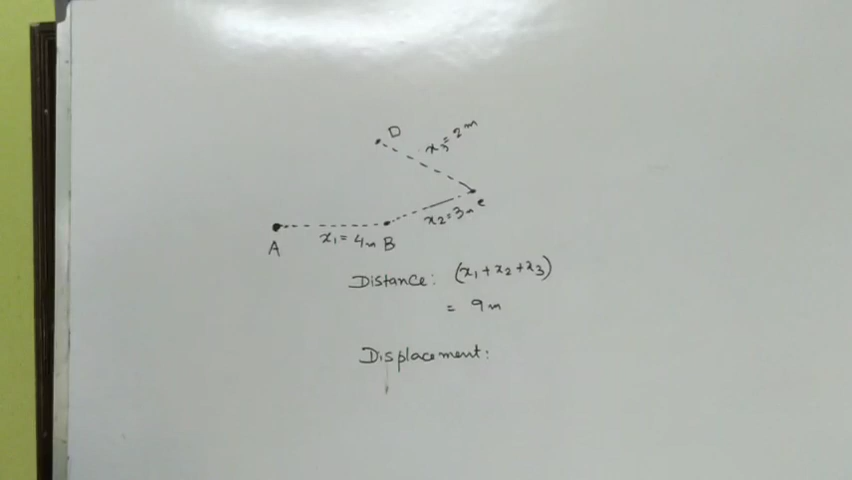 D
x₃ = 2m
x₂ = 3m
c
A
x₁ = 4m
B
Distance: (x₁ + x₂ + x₃)
= 9m
Displacement: